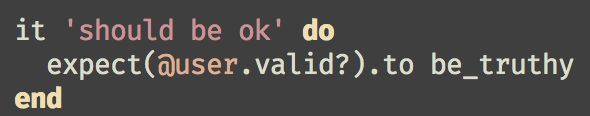 it 'should be ok' do
  expect(@user.valid?).to be_truthy
end